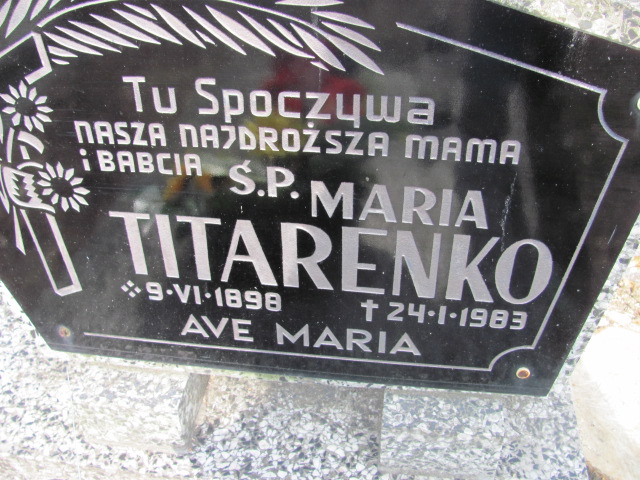 Tu Spoczywa
NASZA NAJDROŻSZA MAMA
i BABCIA Ś.P. MARIA
TITARENKO
9·VI·1898 †24·I·1983
AVE MARIA